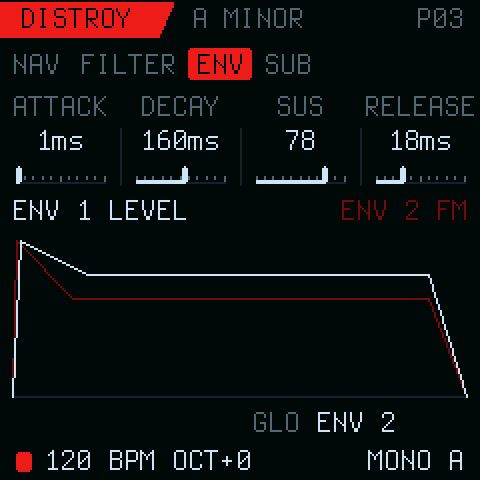 DISTROY A MINOR P03
NAV FILTER ENV SUB
ATTACK DECAY SUS RELEASE
1ms 160ms 78 18ms
ENV 1 LEVEL ENV 2 FM
GLO ENV 2
120 BPM OCT+0 MONO A